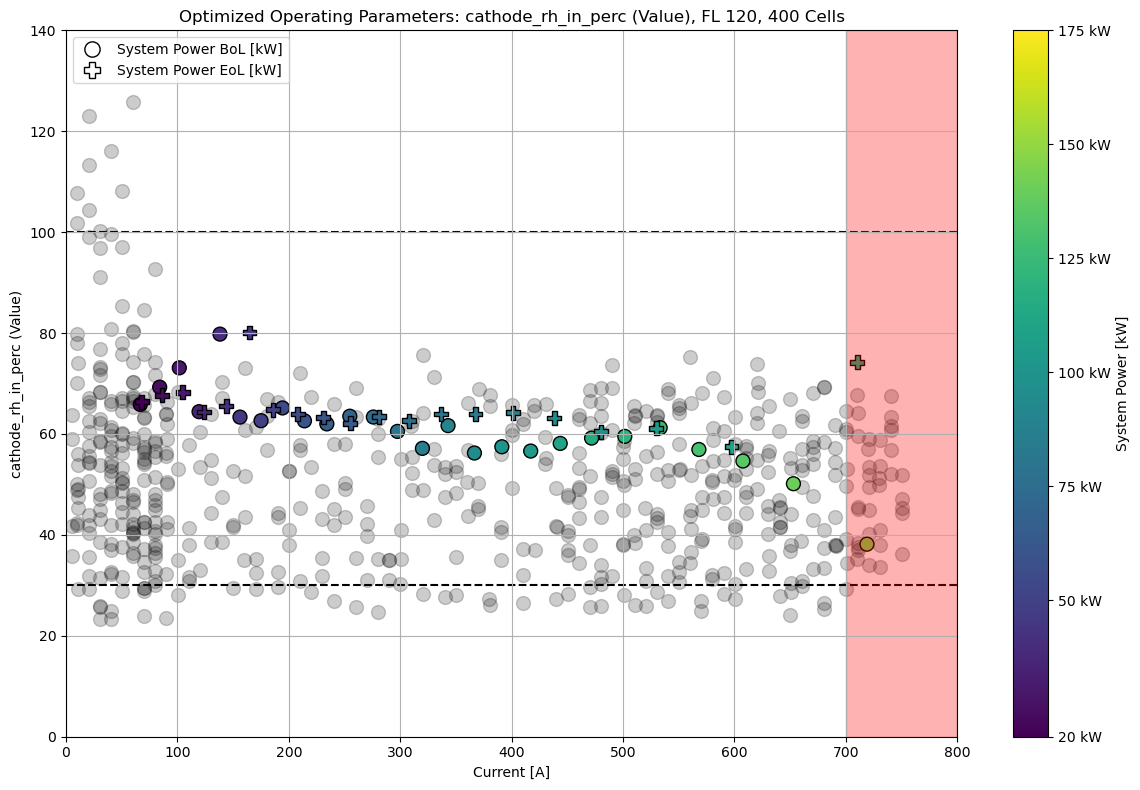 Optimized Operating Parameters: cathode_rh_in_perc (Value), FL 120, 400 Cells
System Power BoL [kW]
System Power EoL [kW]
cathode_rh_in_perc (Value)
140
120
100
80
60
40
20
0
0 100 200 300 400 500 600 700 800
Current [A]
175 kW
150 kW
125 kW
100 kW
75 kW
50 kW
20 kW
System Power [kW]